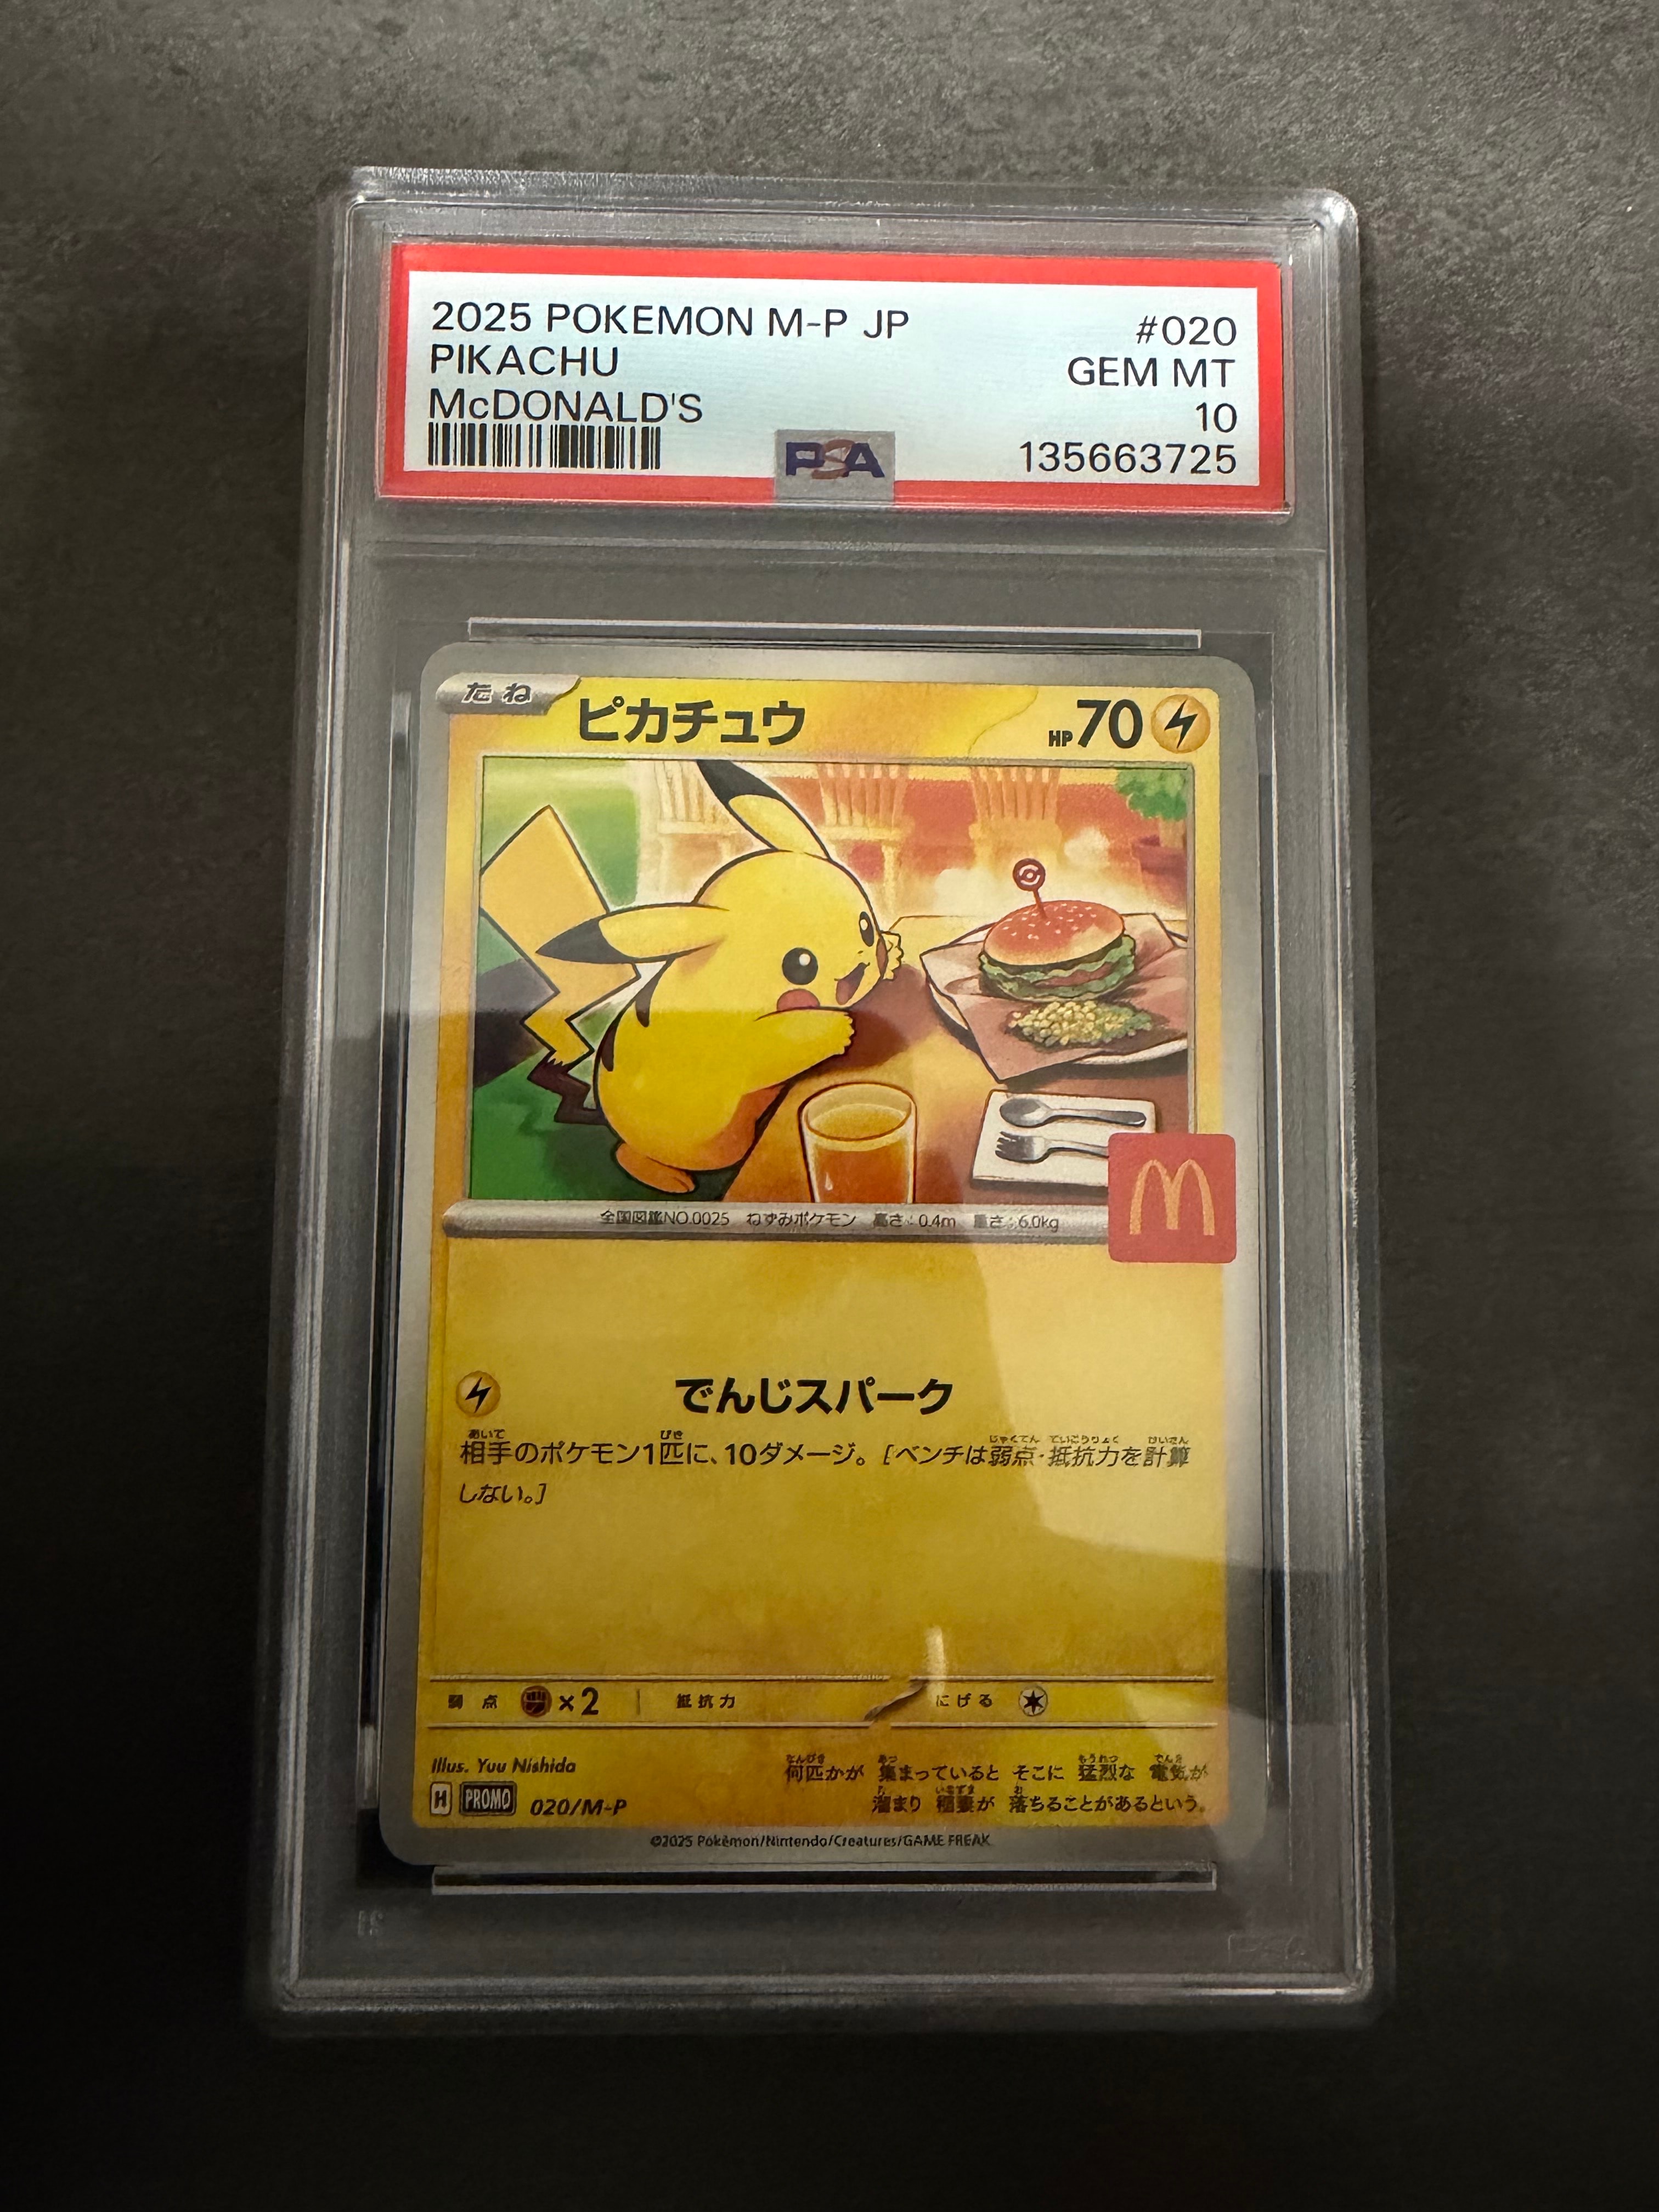 2025 POKEMON M-P JP #020
PIKACHU GEM MT
McDONALD'S 10
PSA 135663725
たね ピカチュウ HP70
全国図鑑NO.0025 ねずみポケモン 高さ:0.4m 重さ:6.0kg
でんじスパーク
相手のポケモン1匹に、10ダメージ。[ベンチは弱点・抵抗力を計算
しない。]
弱点 ×2 抵抗力 にげる
Illus. Yuu Nishida
H PROMO 020/M-P
何匹かが 集まっていると そこに 猛烈な 電気が
溜まり 稲妻が 落ちることがあるという。
©2025 Pokémon/Nintendo/Creatures/GAME FREAK